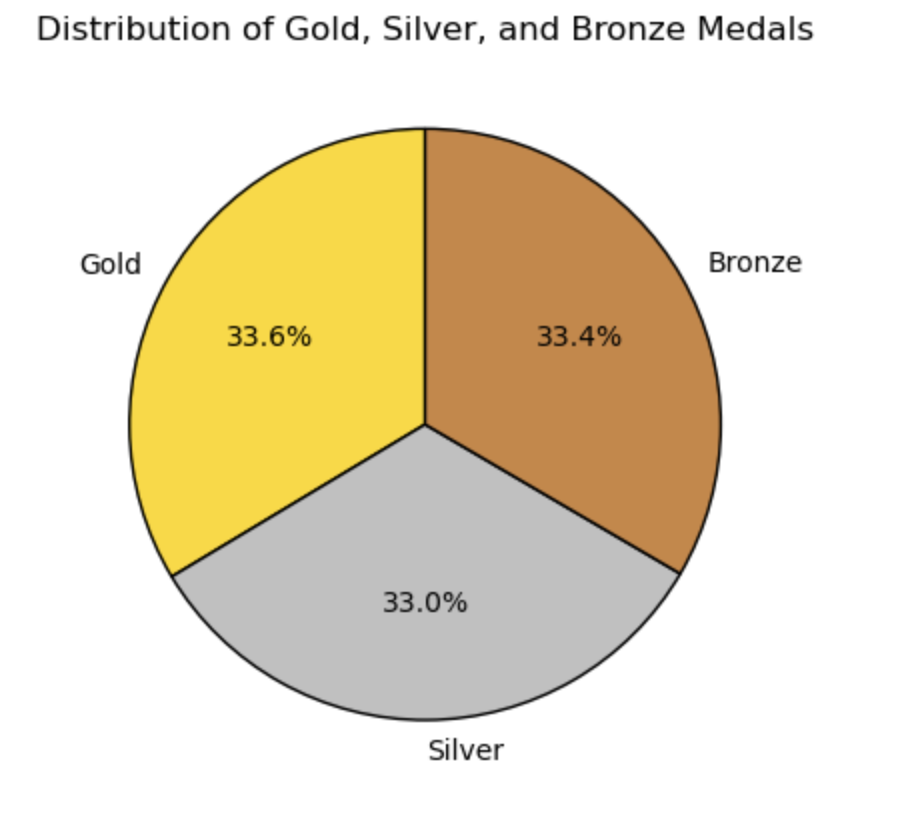 Distribution of Gold, Silver, and Bronze Medals
Gold
Bronze
33.6%
33.4%
33.0%
Silver